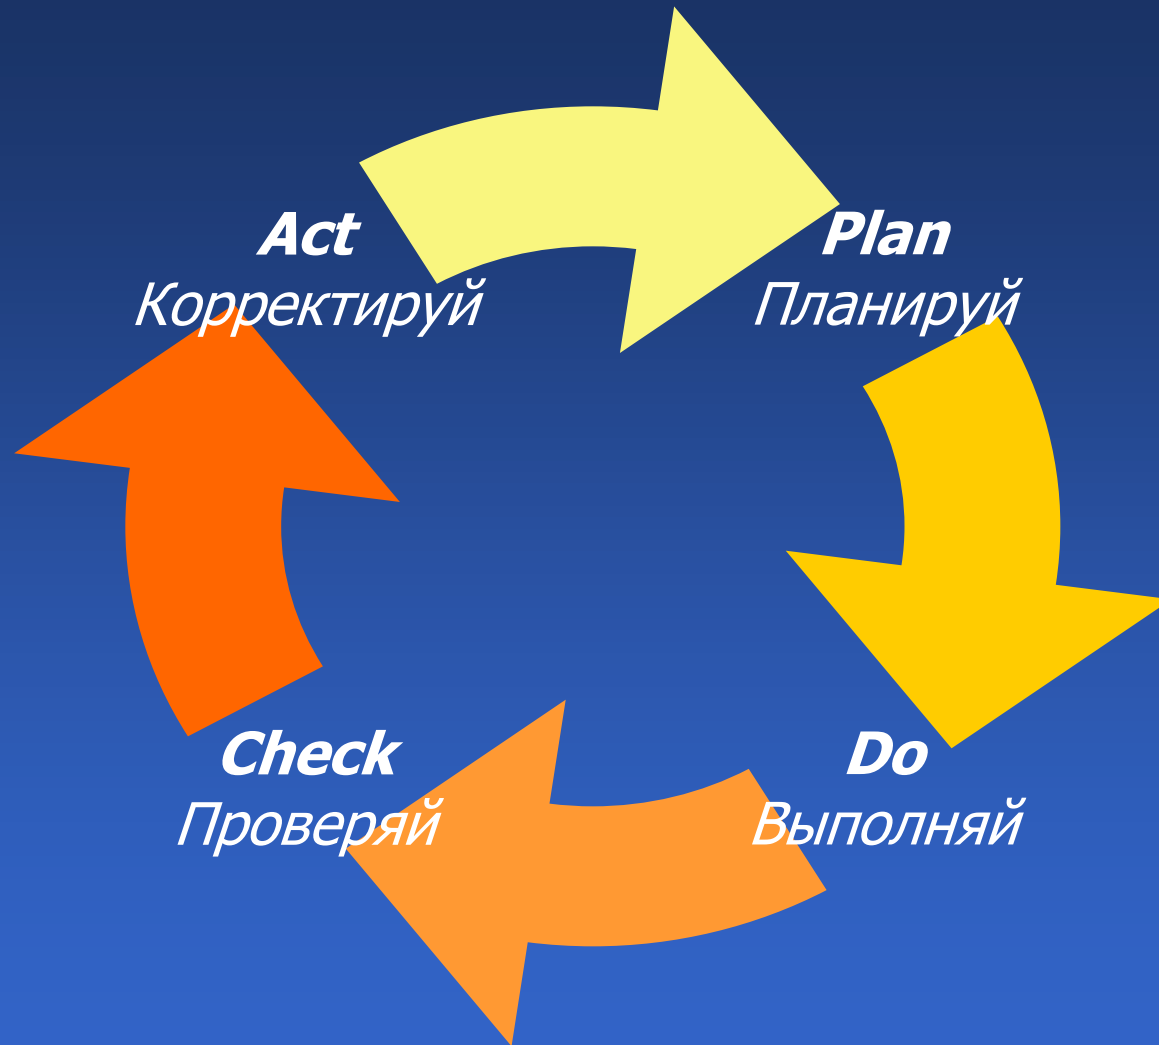 Act
Корректируй
Plan
Планируй
Check
Проверяй
Do
Выполняй